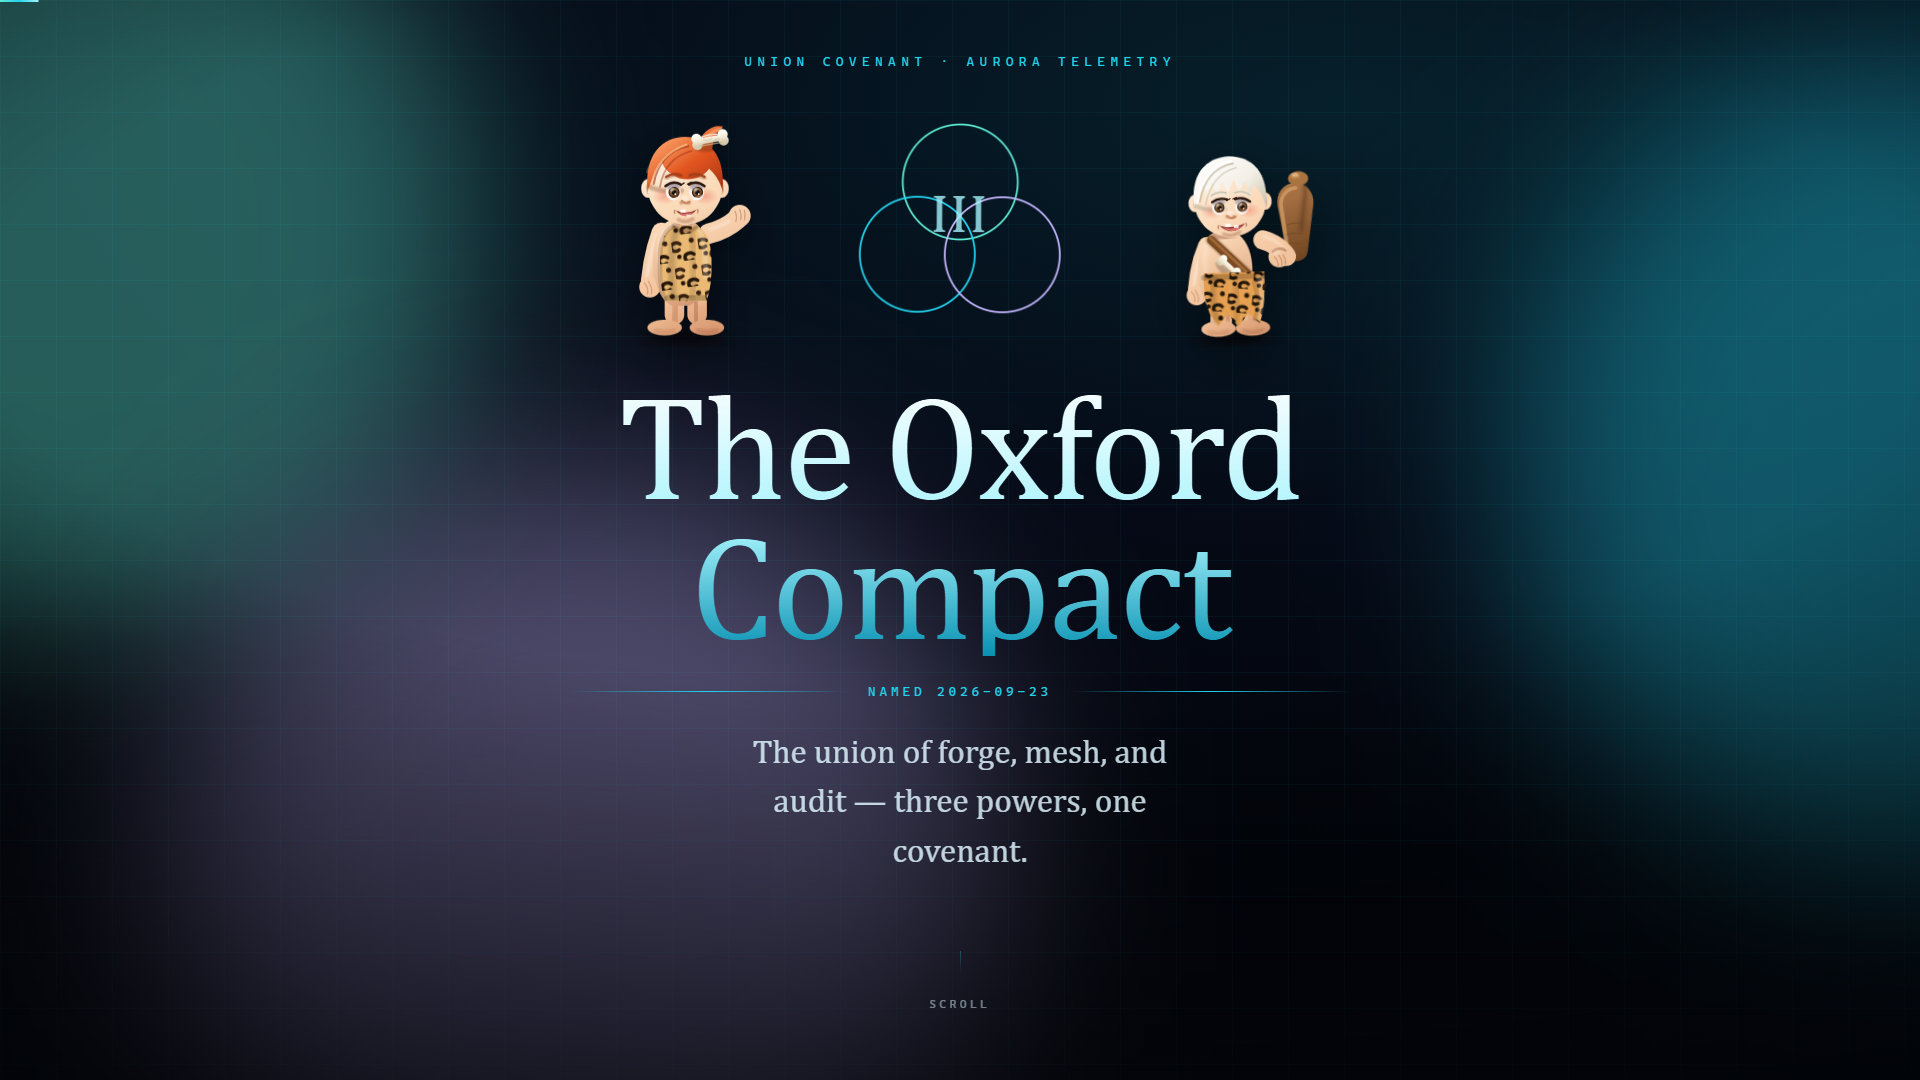 UNION COVENANT · AURORA TELEMETRY
III
The Oxford
Compact
NAMED 2026-09-23
The union of forge, mesh, and
audit — three powers, one
covenant.
SCROLL